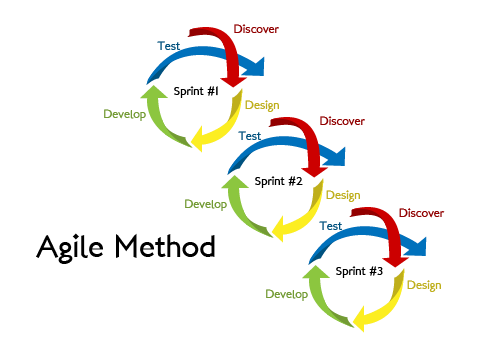 Discover
Test
Sprint #1
Design
Develop
Discover
Test
Sprint #2
Design
Develop
Discover
Test
Sprint #3
Design
Develop
Agile Method